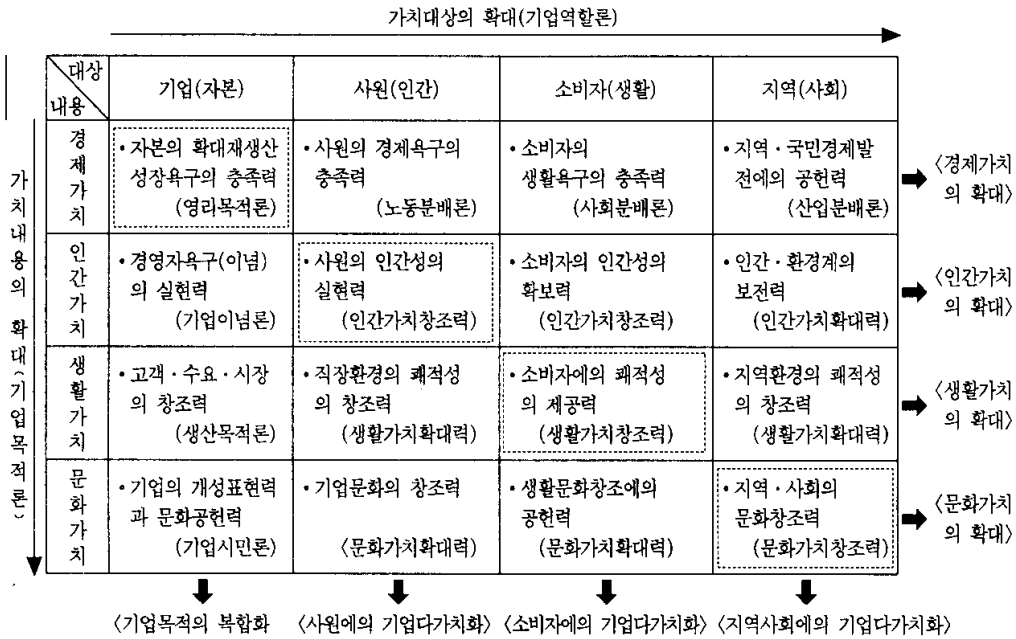 가치대상의 확대(기업역할론)
대상
내용
기업(자본)
사원(인간)
소비자(생활)
지역(사회)
가치내용의 확대(기업목적론)
경제가치
• 자본의 확대재생산
성장욕구의 충족력
(영리목적론)
• 사원의 경제욕구의
충족력
(노동분배론)
• 소비자의
생활욕구의 충족력
(사회분배론)
• 지역 · 국민경제발
전에의 공헌력
(산업분배론)
〈경제가치
의 확대〉
인간가치
• 경영자욕구(이념)
의 실현력
(기업이념론)
• 사원의 인간성의
실현력
(인간가치창조력)
• 소비자의 인간성의
확보력
(인간가치창조력)
• 인간 · 환경계의
보전력
(인간가치확대력)
〈인간가치
의 확대〉
생활가치
• 고객 · 수요 · 시장
의 창조력
(생산목적론)
• 직장환경의 쾌적성
의 창조력
(생활가치확대력)
• 소비자에의 쾌적성
의 제공력
(생활가치창조력)
• 지역환경의 쾌적성
의 창조력
(생활가치확대력)
〈생활가치
의 확대〉
문화가치
• 기업의 개성표현력
과 문화공헌력
(기업시민론)
• 기업문화의 창조력
〈문화가치확대력)
• 생활문화창조에의
공헌력
(문화가치확대력)
• 지역 · 사회의
문화창조력
(문화가치창조력)
〈문화가치
의 확대〉
〈기업목적의 복합화
〈사원에의 기업다가치화〉
〈소비자에의 기업다가치화〉
〈지역사회에의 기업다가치화〉